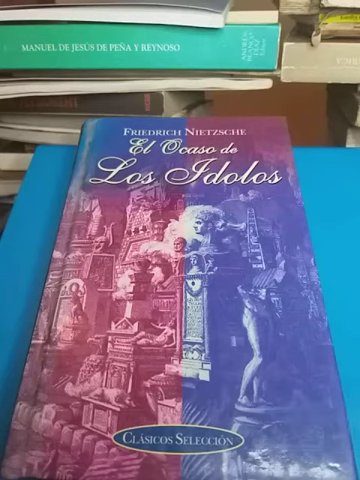 MANUEL DE JESÚS DE PEÑA Y REYNOSO
FRIEDRICH NIETZSCHE
El Ocaso de
Los Idolos
CLÁSICOS SELECCIÓN